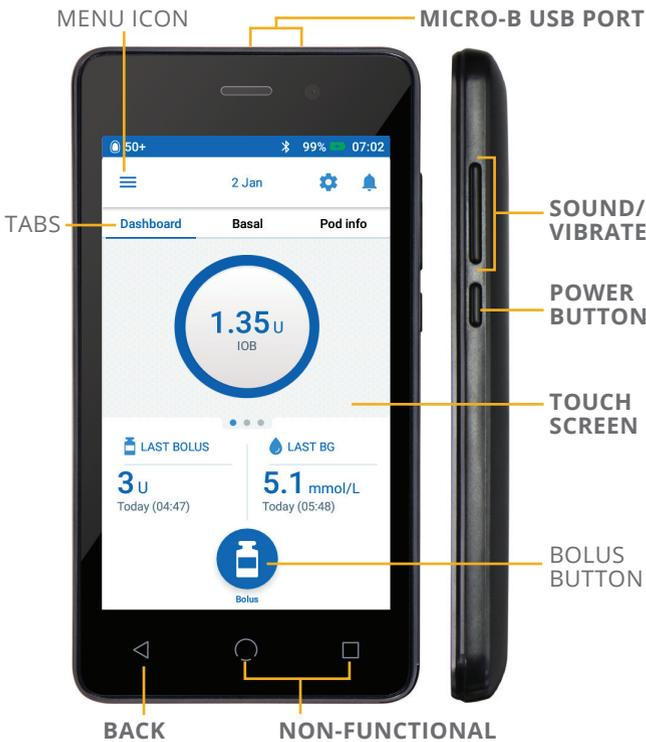 MENU ICON
MICRO-B USB PORT
50+
99%
07:02
2 Jan
TABS
Dashboard
Basal
Pod info
SOUND/
VIBRATE
POWER
BUTTON
1.35 U
IOB
TOUCH
SCREEN
LAST BOLUS
LAST BG
3 U
5.1 mmol/L
Today (04:47)
Today (05:48)
BOLUS
BUTTON
Bolus
BACK
NON-FUNCTIONAL